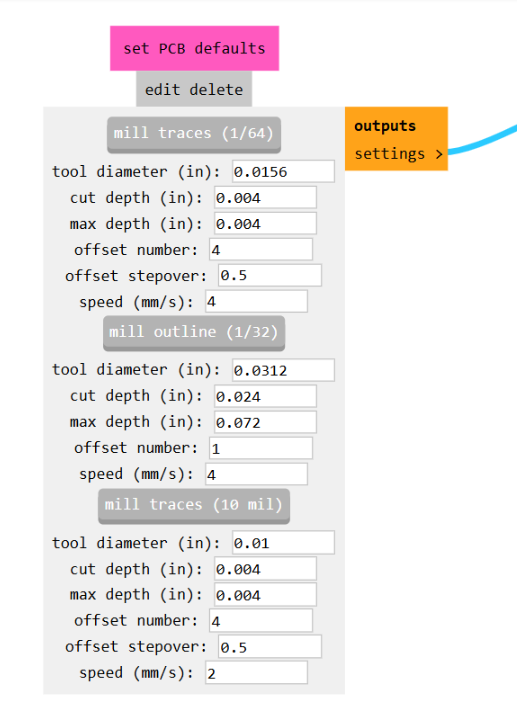 set PCB defaults
edit delete
mill traces (1/64)
tool diameter (in): 0.0156
cut depth (in): 0.004
max depth (in): 0.004
offset number: 4
offset stepover: 0.5
speed (mm/s): 4
mill outline (1/32)
tool diameter (in): 0.0312
cut depth (in): 0.024
max depth (in): 0.072
offset number: 1
speed (mm/s): 4
mill traces (10 mil)
tool diameter (in): 0.01
cut depth (in): 0.004
max depth (in): 0.004
offset number: 4
offset stepover: 0.5
speed (mm/s): 2
outputs
settings >